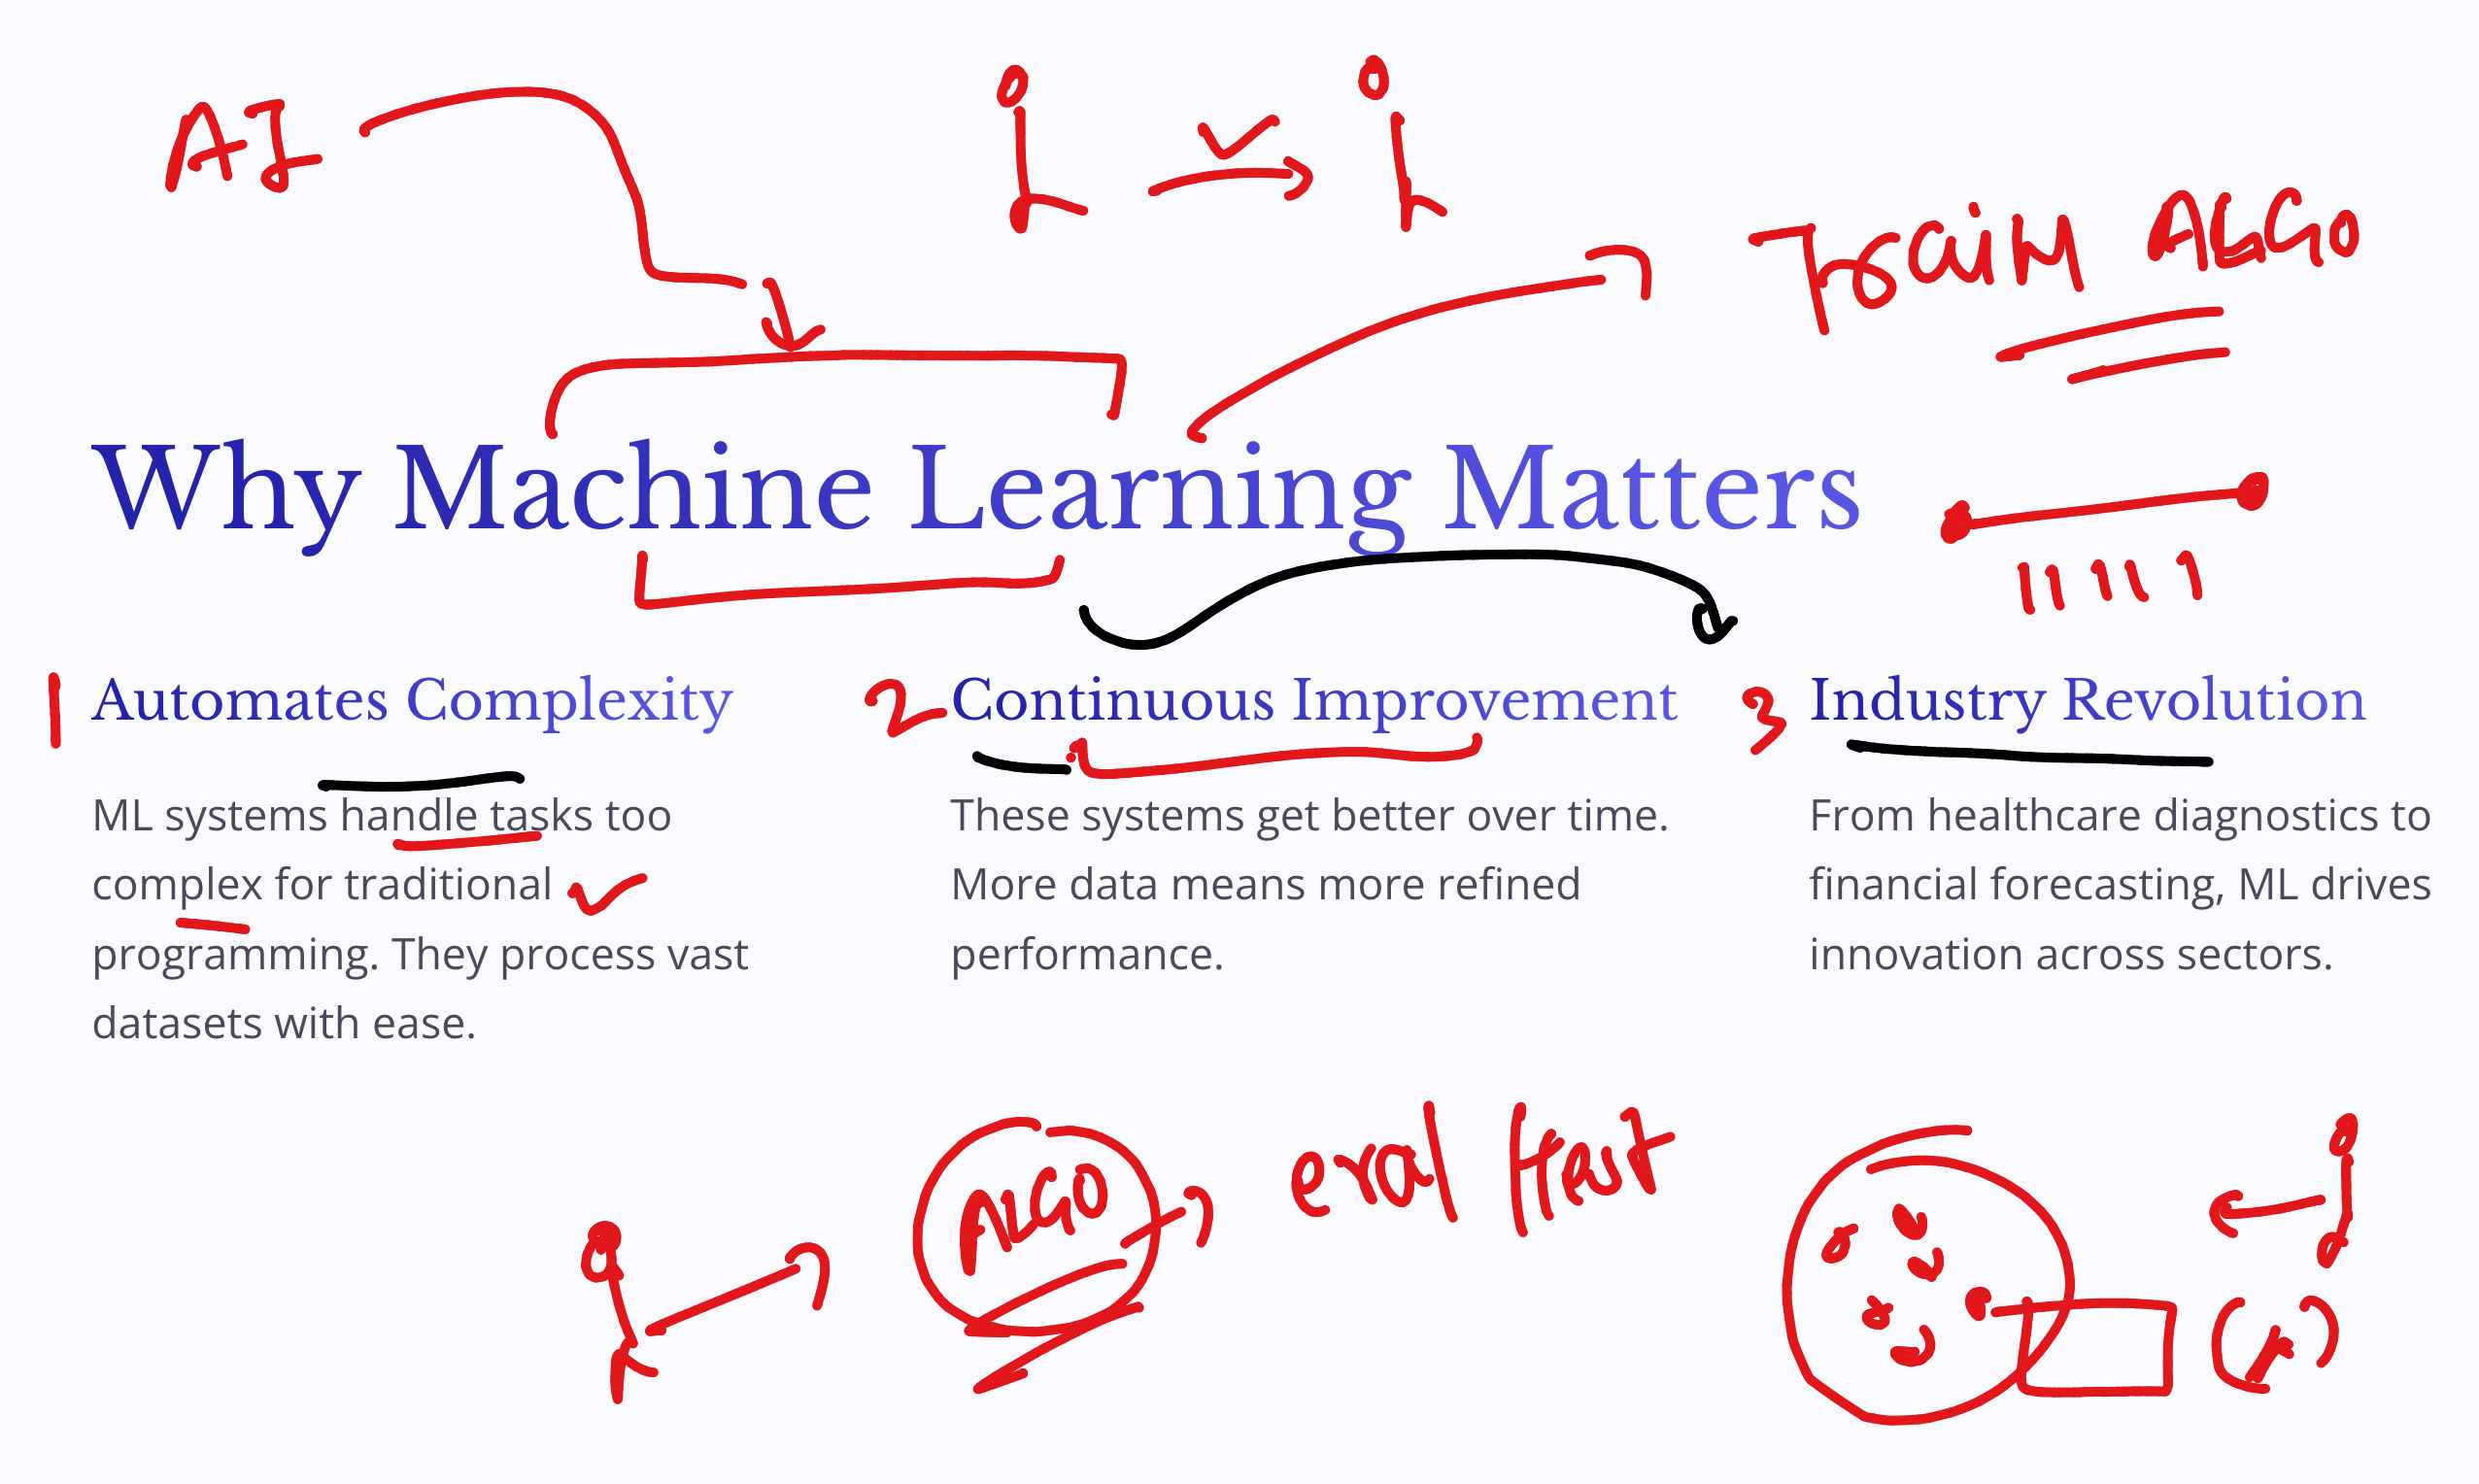 AI
Train ALGO
Why Machine Learning Matters
1 Automates Complexity
ML systems handle tasks too
complex for traditional
programming. They process vast
datasets with ease.
2 Continuous Improvement
These systems get better over time.
More data means more refined
performance.
3 Industry Revolution
From healthcare diagnostics to
financial forecasting, ML drives
innovation across sectors.
ALGO